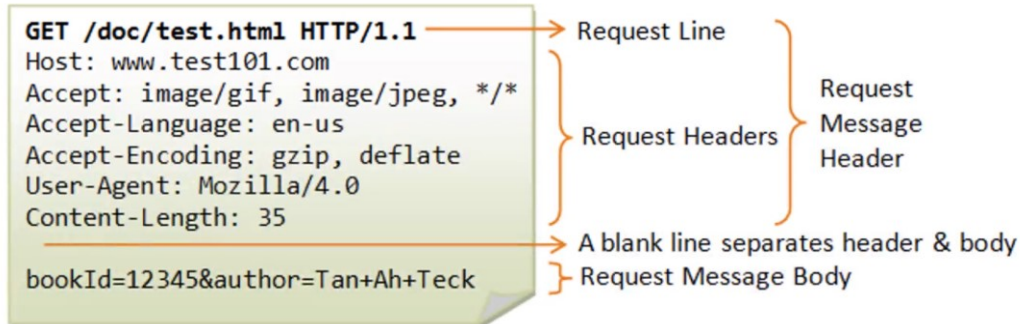 GET /doc/test.html HTTP/1.1
Host: www.test101.com
Accept: image/gif, image/jpeg, */*
Accept-Language: en-us
Accept-Encoding: gzip, deflate
User-Agent: Mozilla/4.0
Content-Length: 35
bookId=12345&author=Tan+Ah+Teck
Request Line
Request Headers
Request
Message
Header
A blank line separates header & body
Request Message Body